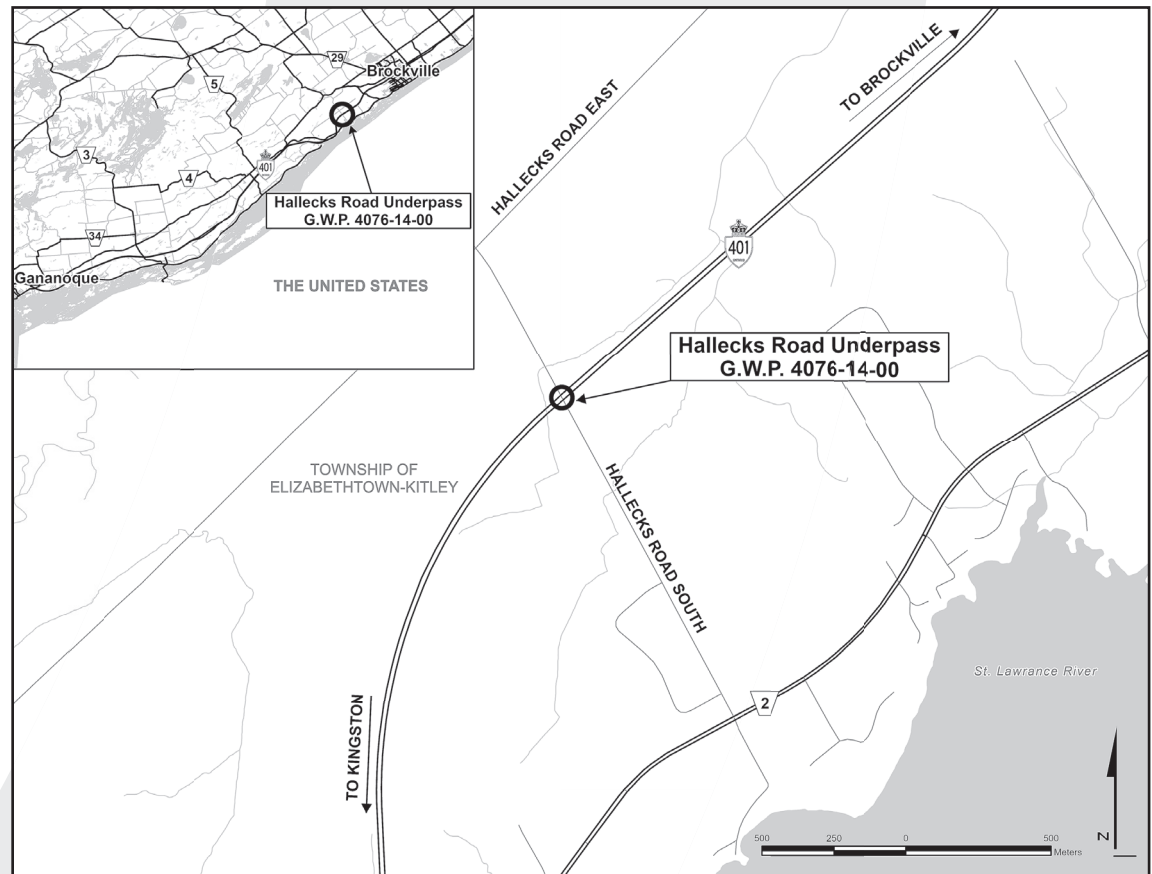 29
Brockville
5
3
401
4
Hallecks Road Underpass
G.W.P. 4076-14-00
34
Gananoque
THE UNITED STATES
HALLECKS ROAD EAST
TO BROCKVILLE
401
Hallecks Road Underpass
G.W.P. 4076-14-00
TOWNSHIP OF
ELIZABETHTOWN-KITLEY
HALLECKS ROAD SOUTH
St. Lawrance River
2
TO KINGSTON
500 250 0 500
Meters
N